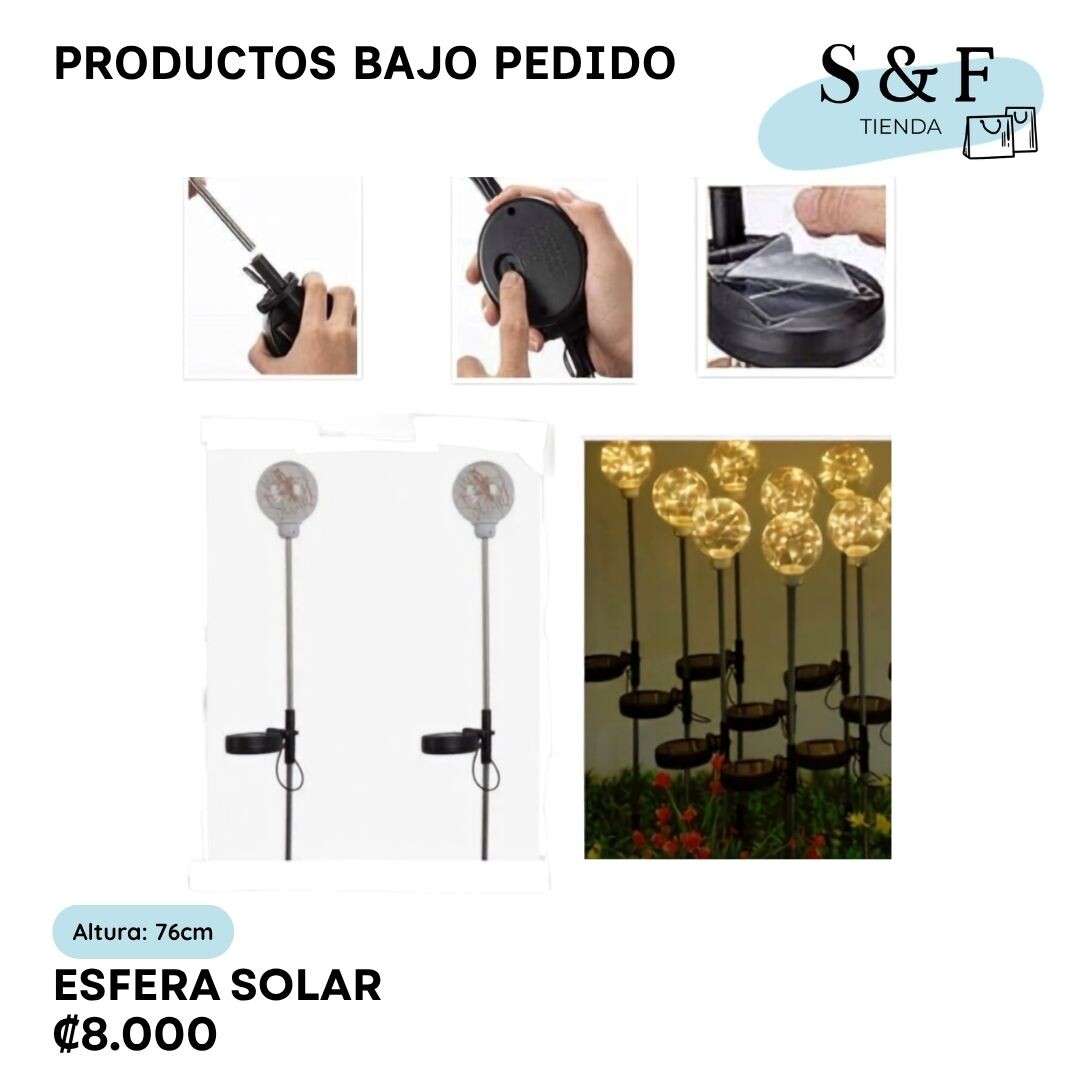 PRODUCTOS BAJO PEDIDO
S & F
TIENDA
Altura: 76cm
ESFERA SOLAR
₡8.000